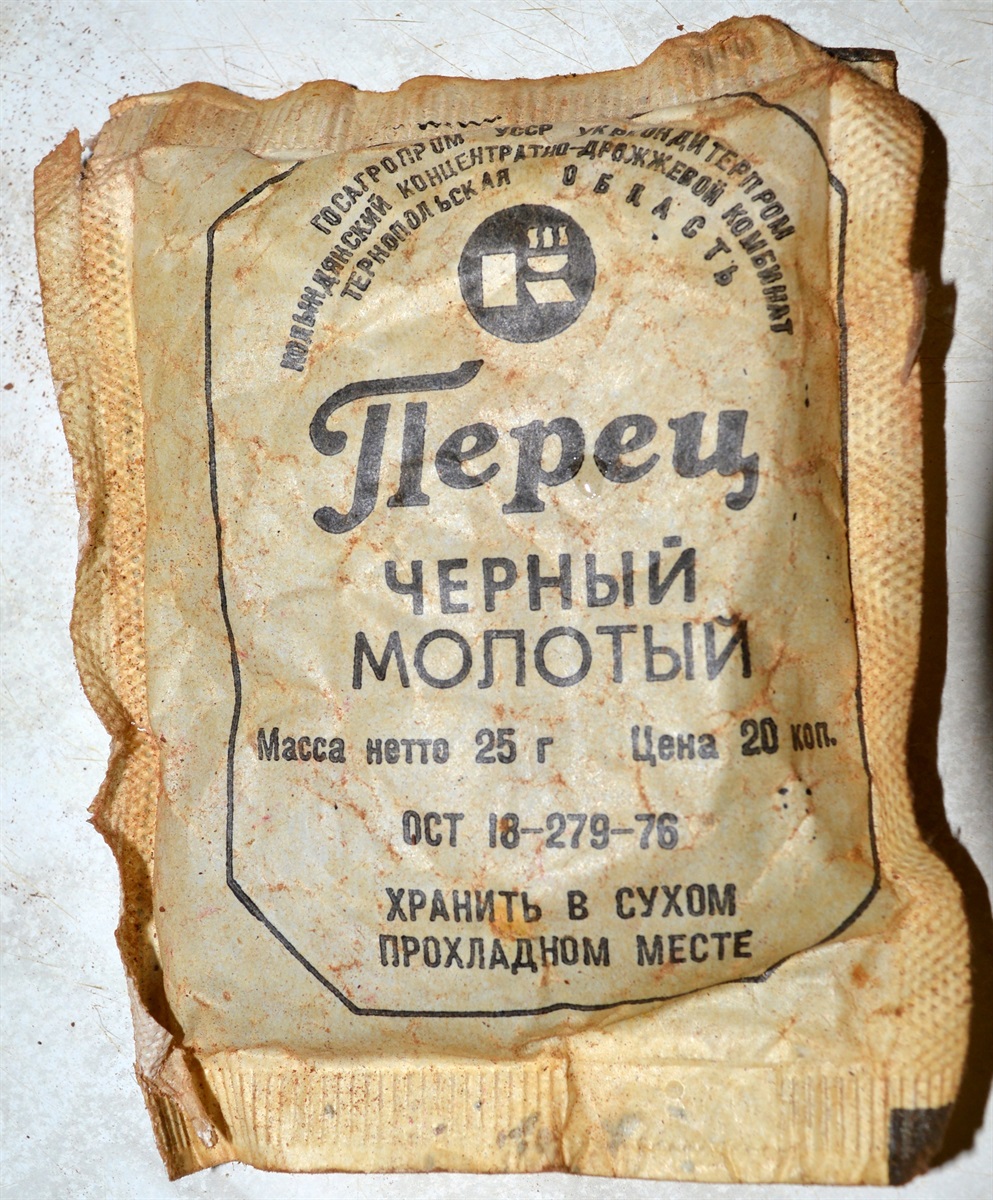 ГОСАГРОПРОМ УССР УКРКОНДИТЕРПРОМ
КОЛЫНДЯНСКИЙ КОНЦЕНТРАТНО-ДРОЖЖЕВОЙ КОМБИНАТ
ТЕРНОПОЛЬСКАЯ ОБЛАСТЬ
Перец
ЧЕРНЫЙ
МОЛОТЫЙ
Масса нетто 25 г Цена 20 коп.
ОСТ 18-279-76
ХРАНИТЬ В СУХОМ
ПРОХЛАДНОМ МЕСТЕ